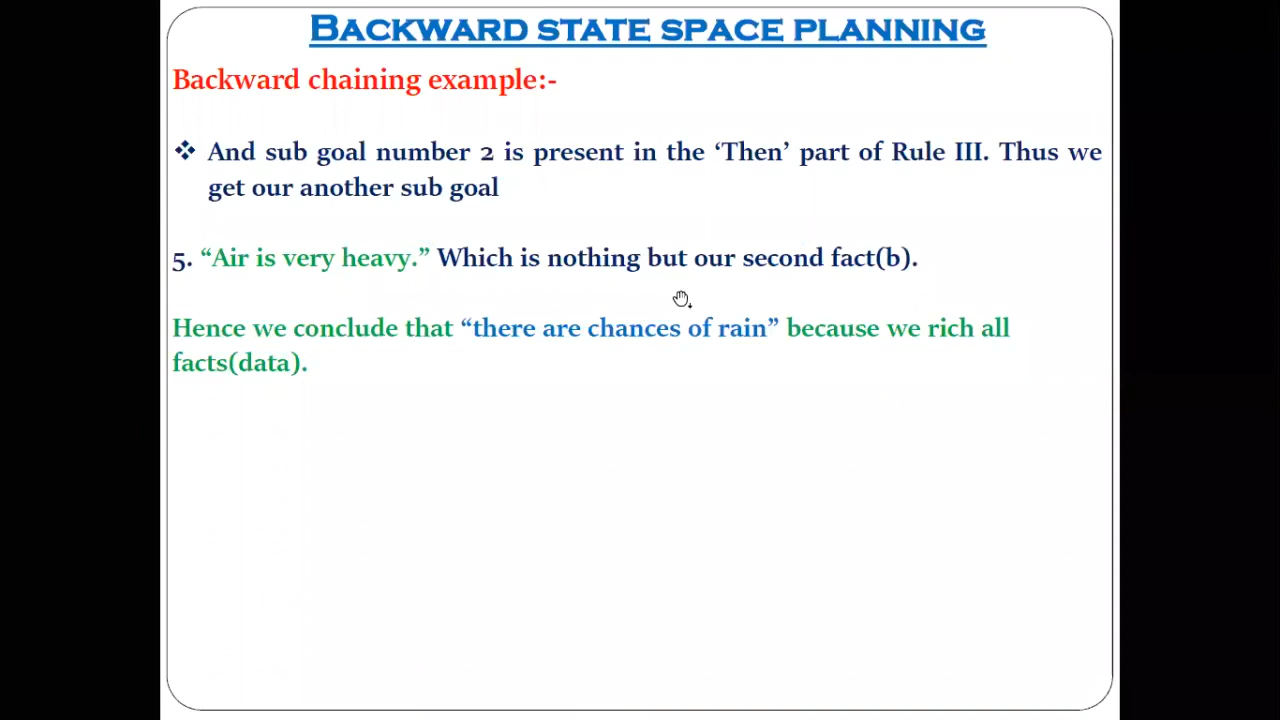 BACKWARD STATE SPACE PLANNING
Backward chaining example:-
❖ And sub goal number 2 is present in the ‘Then’ part of Rule III. Thus we
get our another sub goal
5. “Air is very heavy.” Which is nothing but our second fact(b).
Hence we conclude that “there are chances of rain” because we rich all
facts(data).